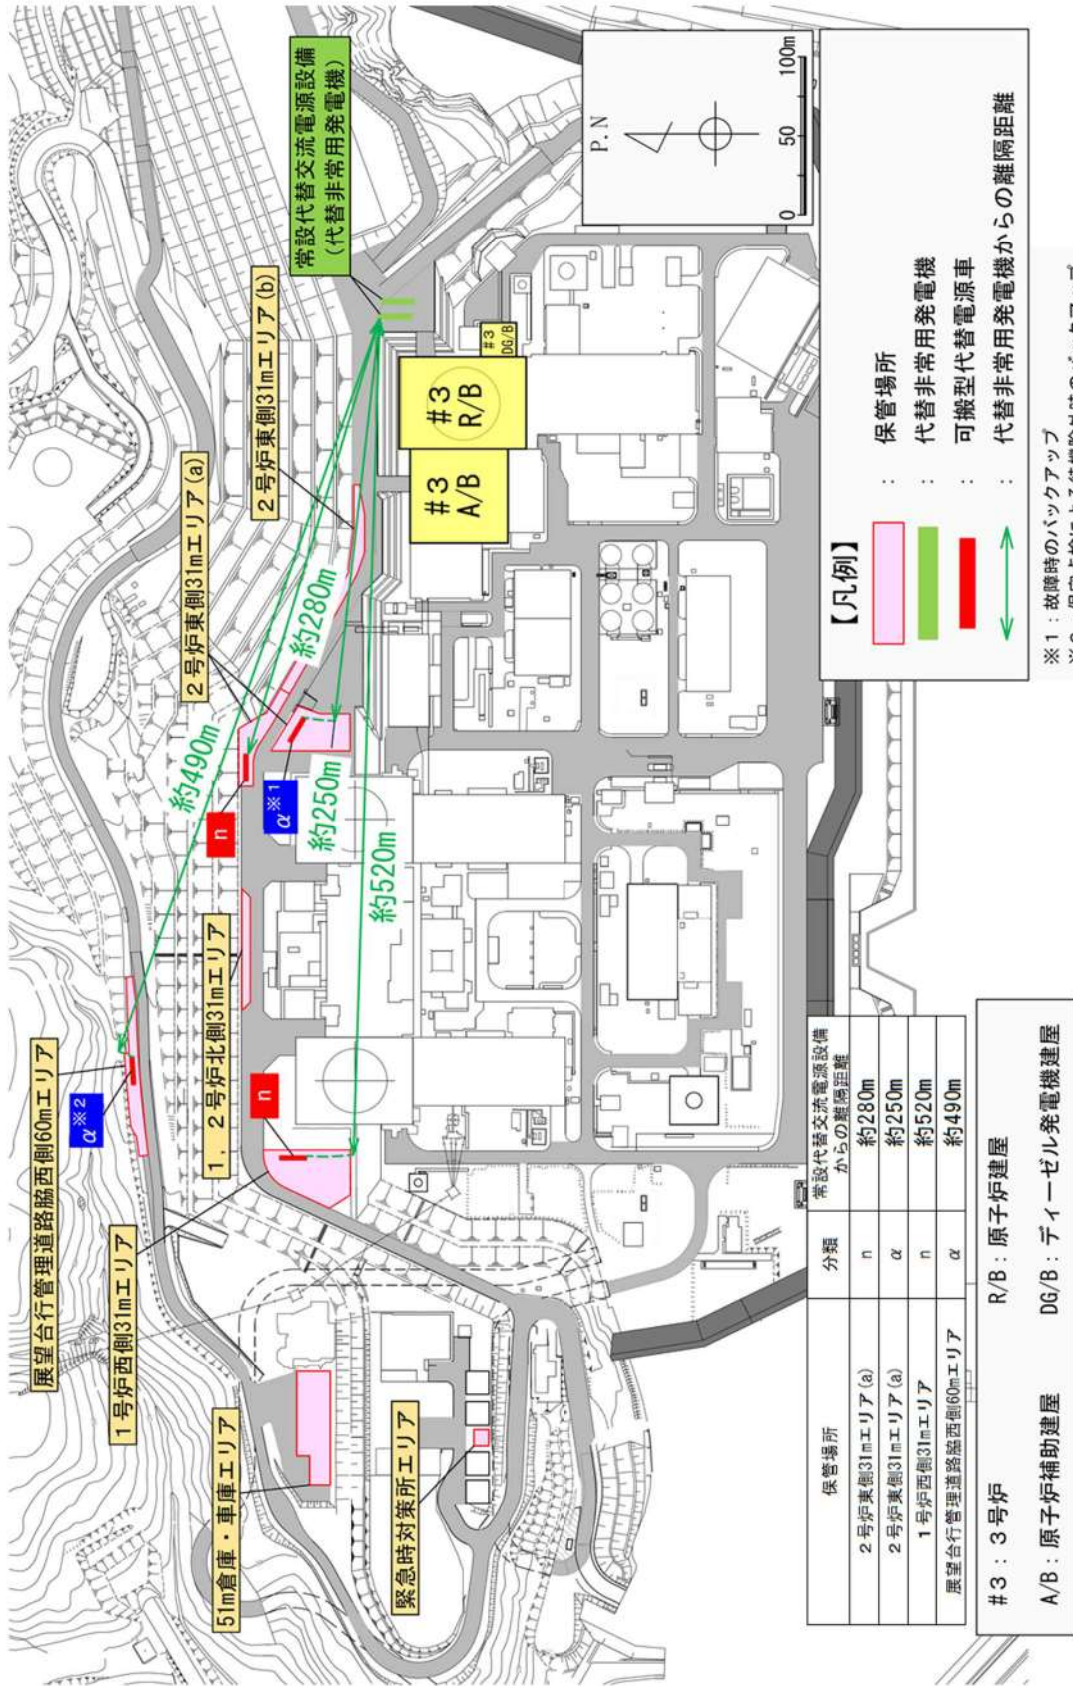 展望台行管理道路脇西側60mエリア
α※2
約490m
2号炉東側31mエリア(a)
2号炉東側31mエリア(b)
常設代替交流電源設備
(代替非常用発電機)
1号炉西側31mエリア
1，2号炉北側31mエリア
n
n
α※1
約280m
約250m
約520m
51m倉庫・車庫エリア
緊急時対策所エリア
#3
A/B
#3
R/B
#3
DG/B
P.N
0 50 100m
保管場所 分類 常設代替交流電源設備
からの離隔距離
2号炉東側31mエリア(a) n 約280m
2号炉東側31mエリア(a) α 約250m
1号炉西側31mエリア n 約520m
展望台行管理道路脇西側60mエリア α 約490m
#3：3号炉 R/B：原子炉建屋
A/B：原子炉補助建屋 DG/B：ディーゼル発電機建屋
【凡例】
： 保管場所
： 代替非常用発電機
： 可搬型代替電源車
： 代替非常用発電機からの離隔距離
※1：故障時のバックアップ